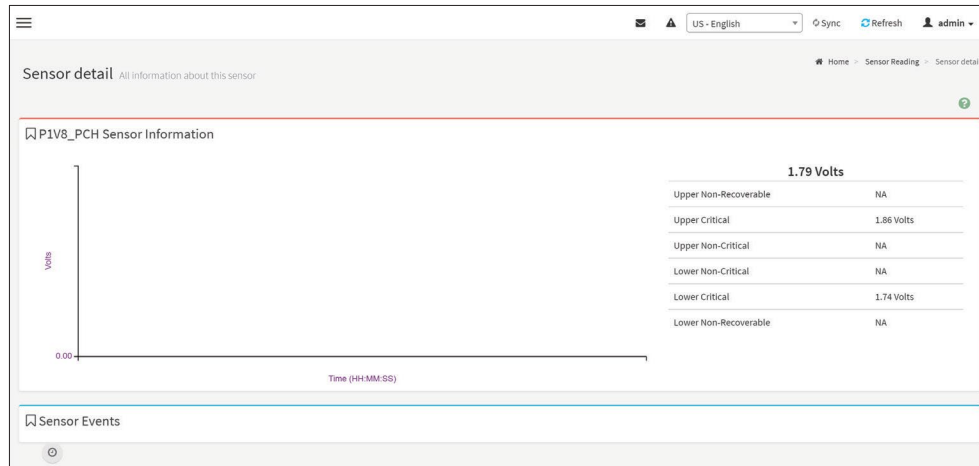 US - English
Sync
Refresh
admin
Sensor detail All information about this sensor
Home > Sensor Reading > Sensor detail
P1V8_PCH Sensor Information
1.79 Volts
Upper Non-Recoverable NA
Upper Critical 1.86 Volts
Upper Non-Critical NA
Lower Non-Critical NA
Lower Critical 1.74 Volts
Lower Non-Recoverable NA
Volts
0.00
Time (HH:MM:SS)
Sensor Events